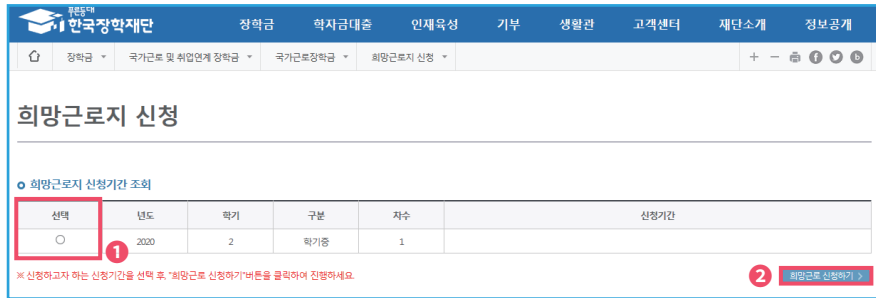 푸른등대
한국장학재단 장학금 학자금대출 인재육성 기부 생활관 고객센터 재단소개 정보공개
장학금 국가근로 및 취업연계 장학금 국가근로장학금 희망근로지 신청
희망근로지 신청
희망근로지 신청기간 조회
선택 년도 학기 구분 차수 신청기간
2020 2 학기중 1
1
※ 신청하고자 하는 신청기간을 선택 후, "희망근로 신청하기"버튼을 클릭하여 진행하세요.
2 희망근로 신청하기 >